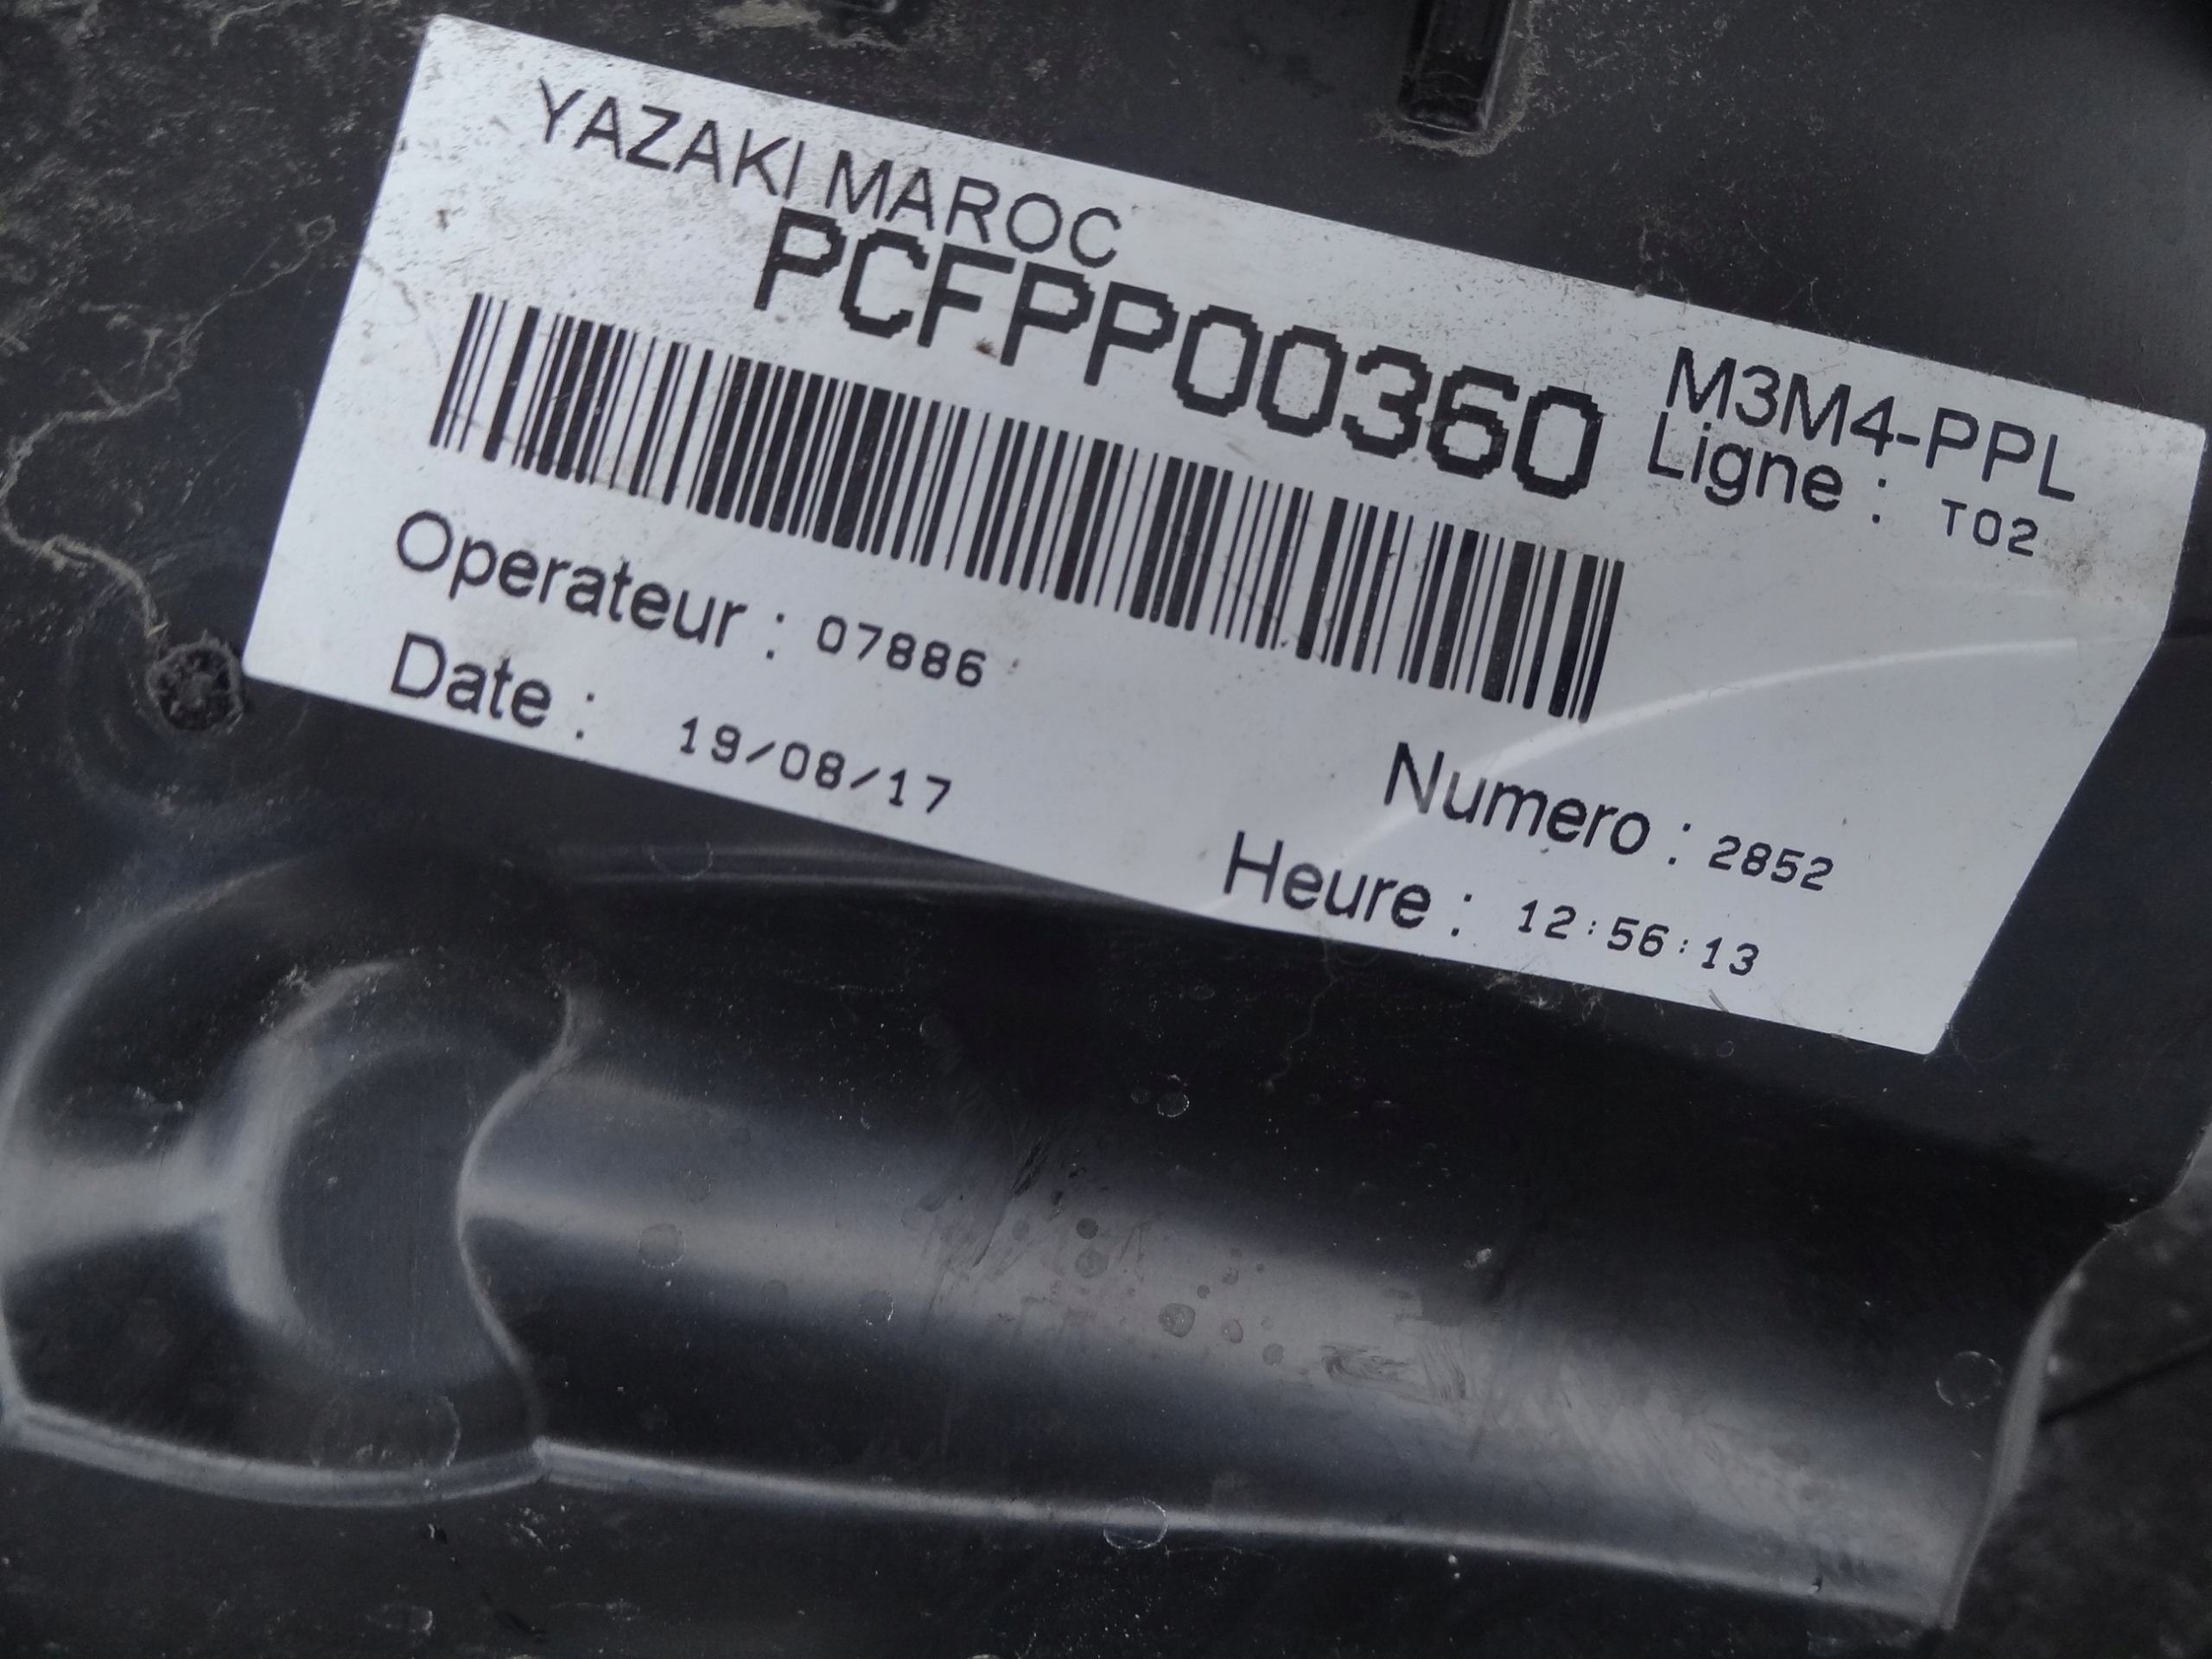 YAZAKI MAROC
PCFPP00360
M3M4-PPL
Ligne : T02
Operateur : 07886
Numero : 2852
Date : 19/08/17
Heure : 12:56:13